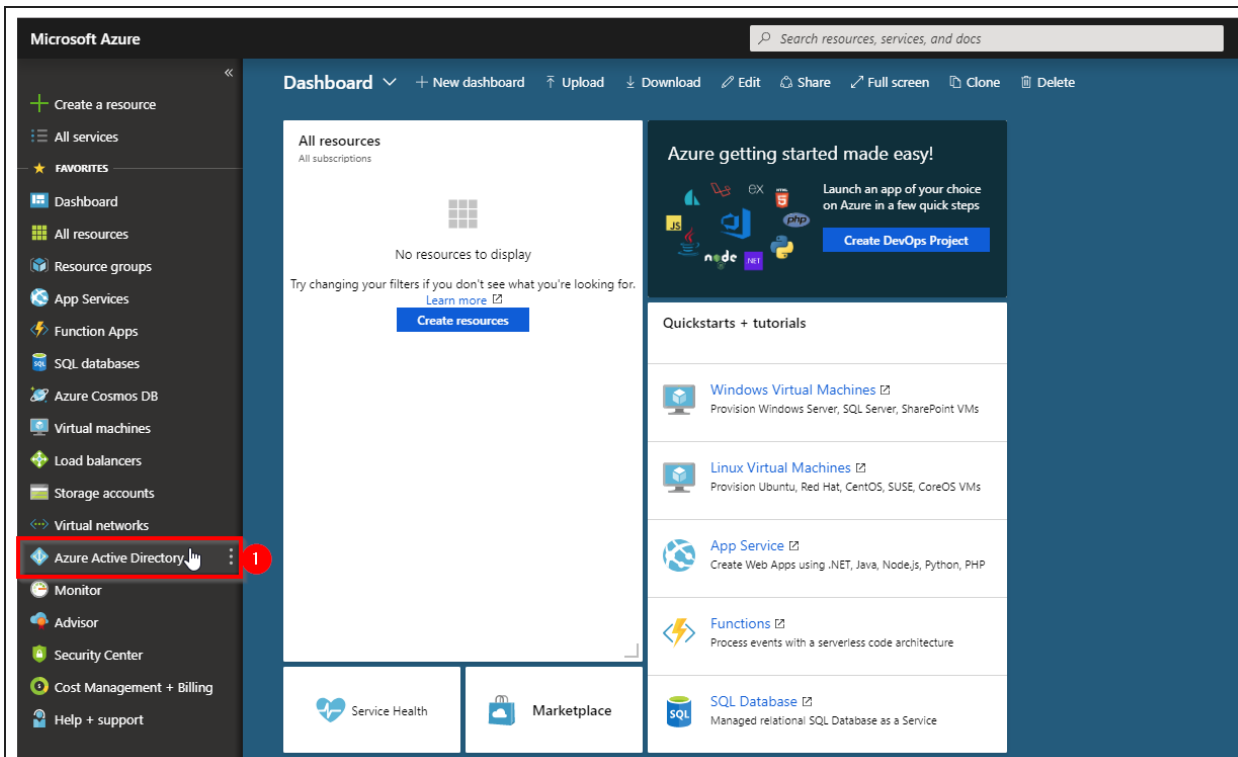 Microsoft Azure
Search resources, services, and docs
«
Create a resource
All services
FAVORITES
Dashboard
All resources
Resource groups
App Services
Function Apps
SQL databases
Azure Cosmos DB
Virtual machines
Load balancers
Storage accounts
Virtual networks
Azure Active Directory
1
Monitor
Advisor
Security Center
Cost Management + Billing
Help + support
Dashboard
+ New dashboard
Upload
Download
Edit
Share
Full screen
Clone
Delete
All resources
All subscriptions
No resources to display
Try changing your filters if you don't see what you're looking for.
Learn more
Create resources
Service Health
Marketplace
Azure getting started made easy!
Launch an app of your choice
on Azure in a few quick steps
Create DevOps Project
ex
HTML
5
JS
php
node
.NET
Quickstarts + tutorials
Windows Virtual Machines
Provision Windows Server, SQL Server, SharePoint VMs
Linux Virtual Machines
Provision Ubuntu, Red Hat, CentOS, SUSE, CoreOS VMs
App Service
Create Web Apps using .NET, Java, Node.js, Python, PHP
Functions
Process events with a serverless code architecture
SQL
SQL Database
Managed relational SQL Database as a Service